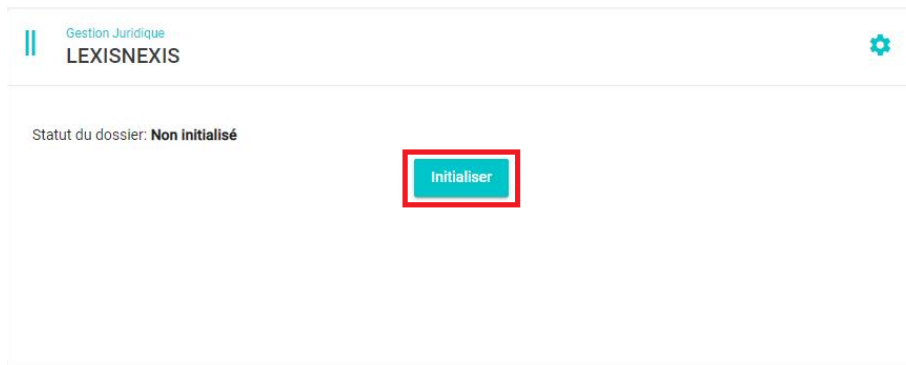 Gestion Juridique
LEXISNEXIS
Statut du dossier: Non initialisé
Initialiser